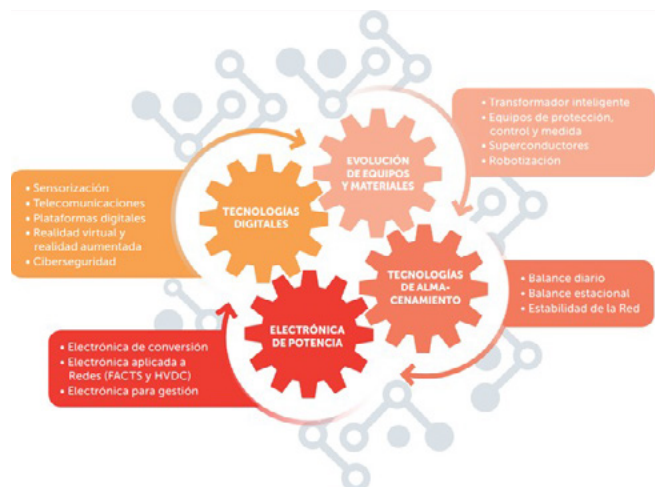 • Transformador inteligente
• Equipos de protección,
control y medida
• Superconductores
• Robotización
EVOLUCIÓN
DE EQUIPOS
Y MATERIALES
• Sensorización
• Telecomunicaciones
• Plataformas digitales
• Realidad virtual y
realidad aumentada
• Ciberseguridad
TECNOLOGÍAS
DIGITALES
TECNOLOGÍAS
DE ALMA-
CENAMIENTO
• Balance diario
• Balance estacional
• Estabilidad de la Red
ELECTRÓNICA
DE POTENCIA
• Electrónica de conversión
• Electrónica aplicada a
Redes (FACTS y HVDC)
• Electrónica para gestión